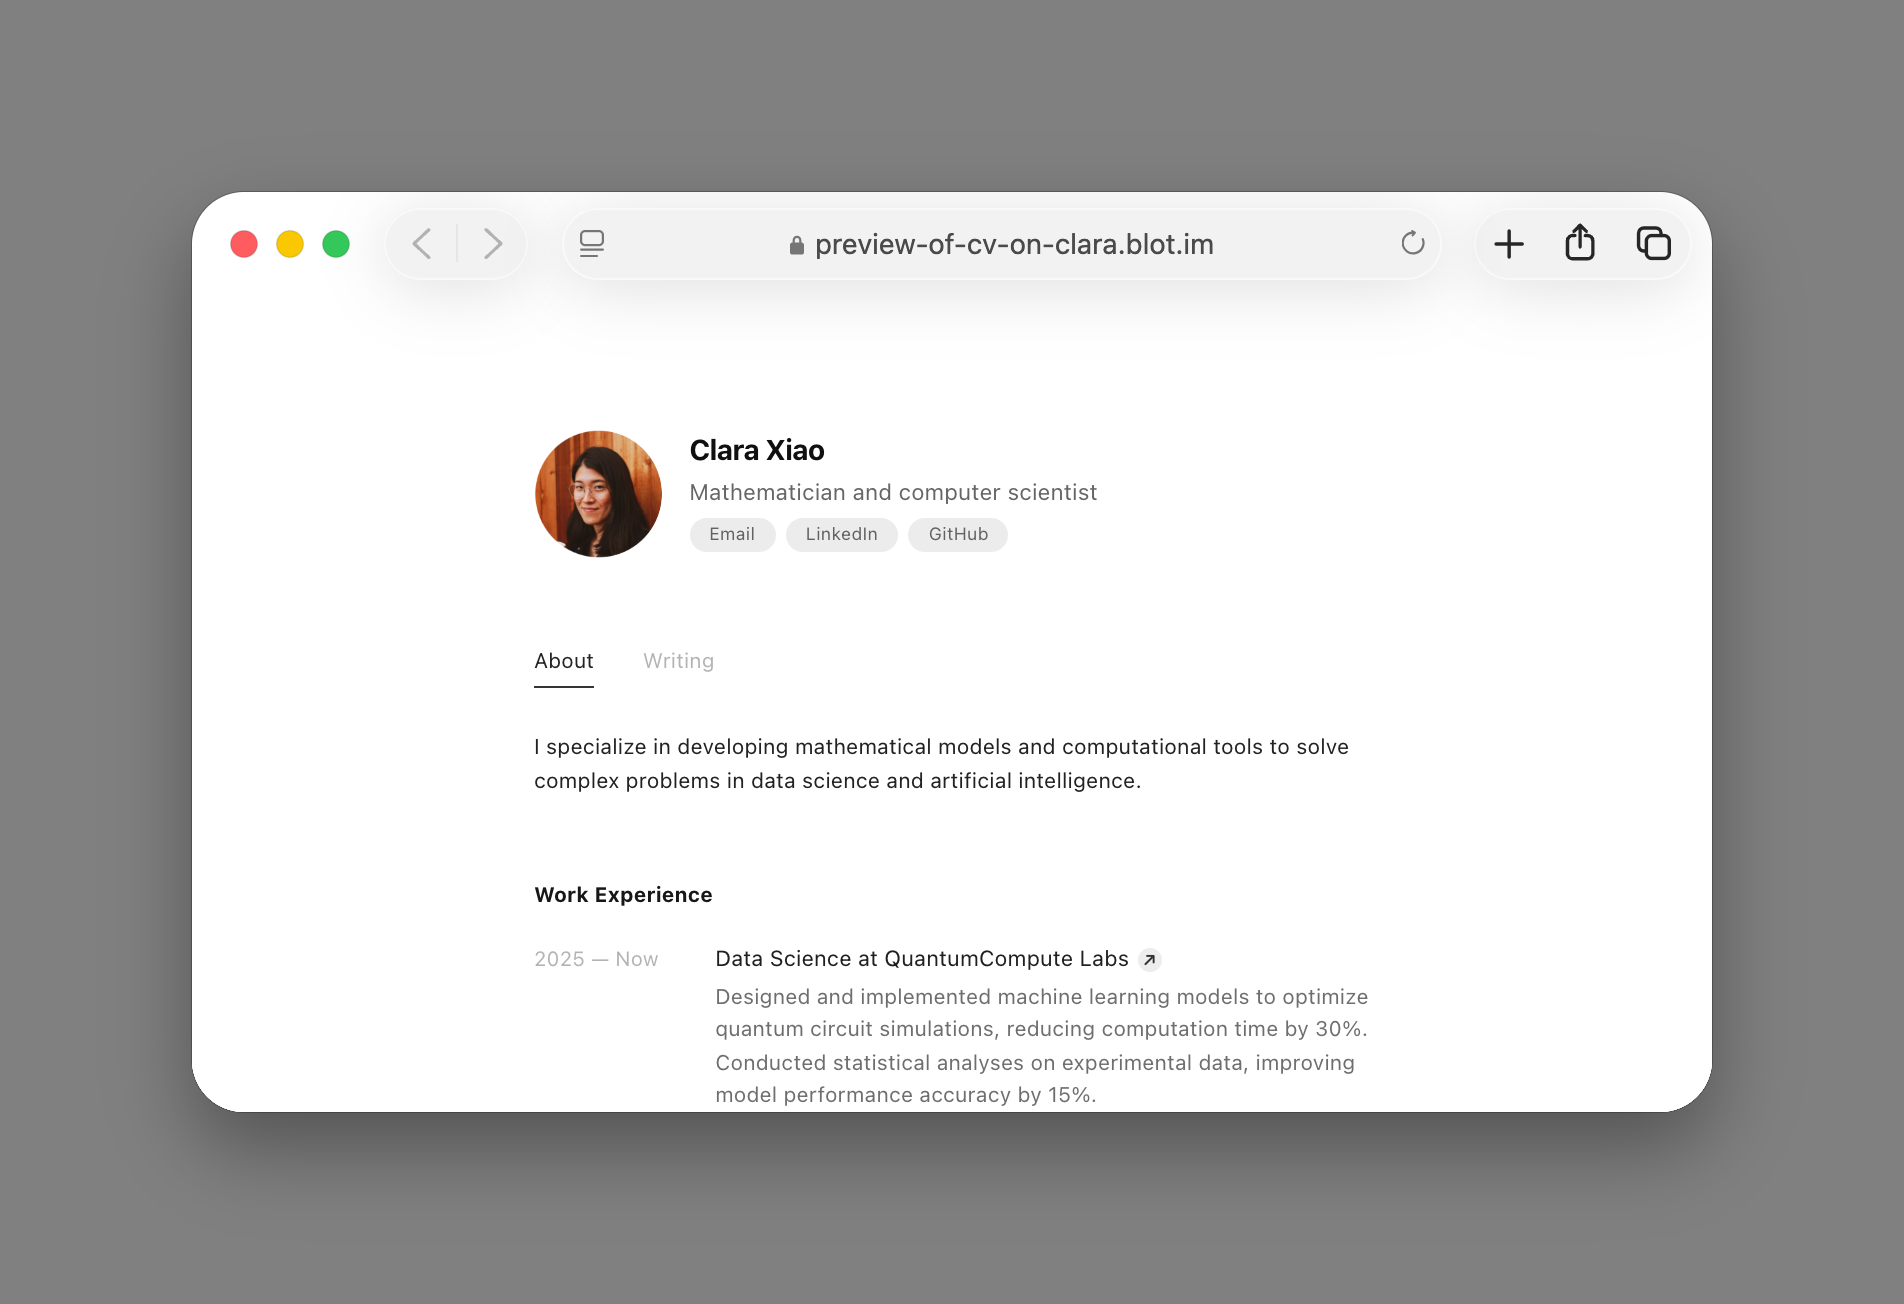 preview-of-cv-on-clara.blot.im
Clara Xiao
Mathematician and computer scientist
Email LinkedIn GitHub
About Writing
I specialize in developing mathematical models and computational tools to solve
complex problems in data science and artificial intelligence.
Work Experience
2025 — Now Data Science at QuantumCompute Labs
Designed and implemented machine learning models to optimize
quantum circuit simulations, reducing computation time by 30%.
Conducted statistical analyses on experimental data, improving
model performance accuracy by 15%.